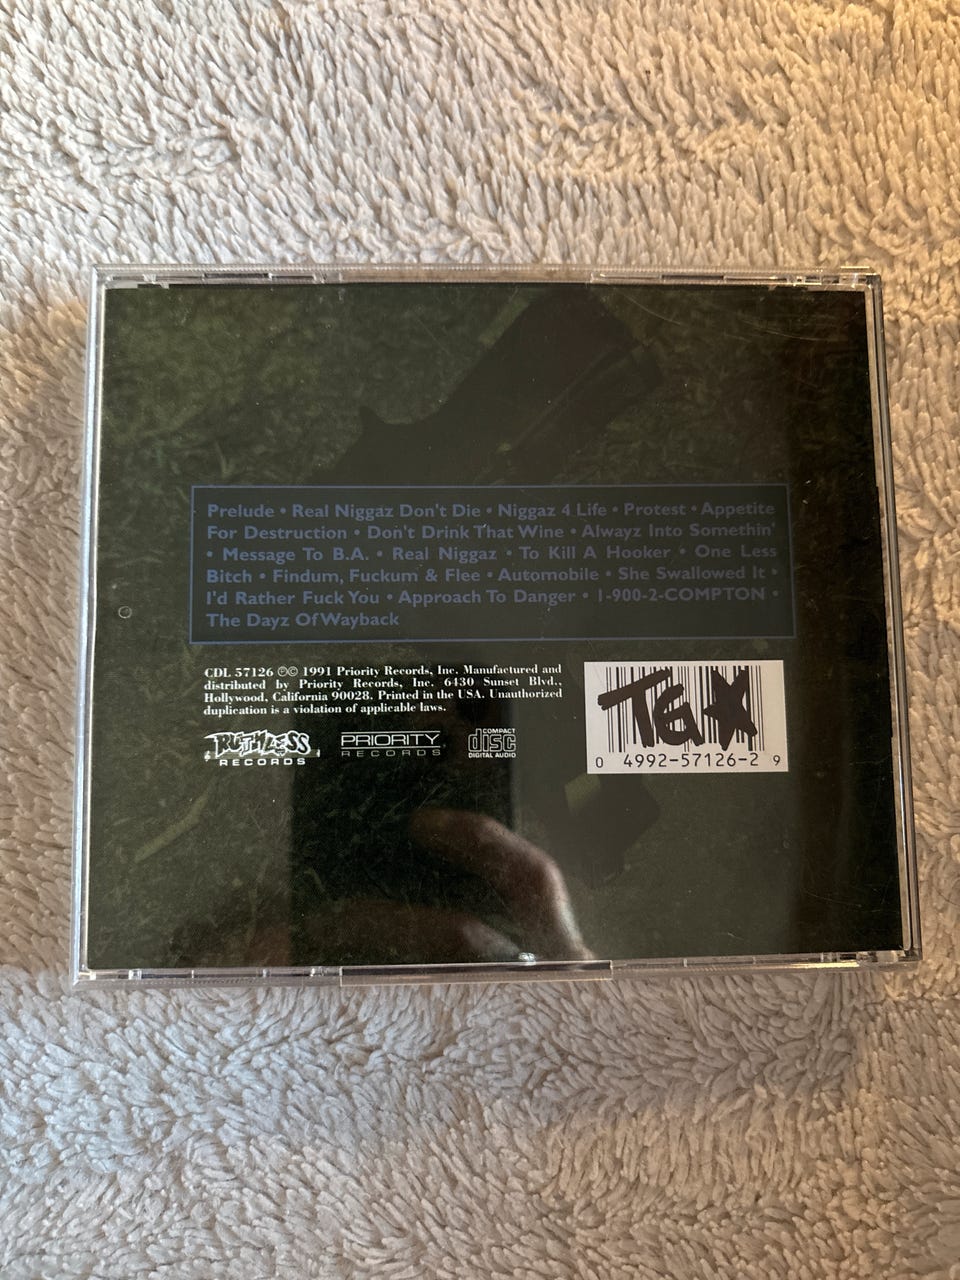 Prelude • Real Niggaz Don't Die • Niggaz 4 Life • Protest • Appetite
For Destruction • Don't Drink That Wine • Alwayz Into Somethin'
• Message To B.A. • Real Niggaz • To Kill A Hooker • One Less
Bitch • Findum, Fuckum & Flee • Automobile • She Swallowed It •
I'd Rather Fuck You • Approach To Danger • 1-900-2-COMPTON •
The Dayz Of Wayback
CDL 57126 ℗© 1991 Priority Records, Inc. Manufactured and
distributed by Priority Records, Inc. 6430 Sunset Blvd.,
Hollywood, California 90028. Printed in the USA. Unauthorized
duplication is a violation of applicable laws.
RUTHLESS
RECORDS
PRIORITY
RECORDS
COMPACT
disc
DIGITAL AUDIO
0 4992-57126-2 9